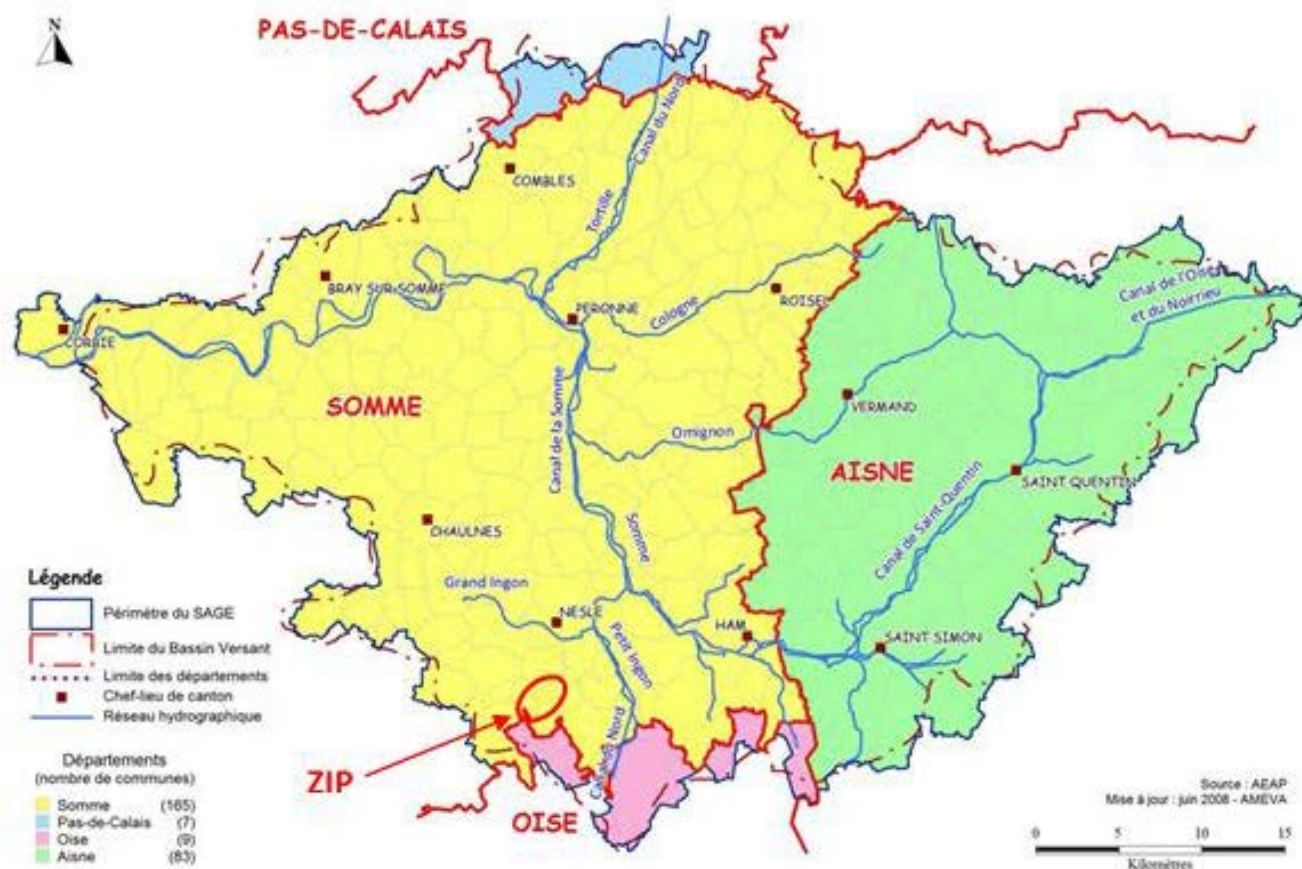 N
PAS-DE-CALAIS
Canal du Nord
COMBLES
Tortille
BRAY SUR SOMME
PERONNE
Cologne
ROISEL
Canal de l'Oise
et du Noirrieu
CORBIE
SOMME
Canal de la Somme
Omignon
VERMAND
AISNE
SAINT QUENTIN
Canal de Saint-Quentin
CHAULNES
Somme
Grand Ingon
NESLE
Petit Ingon
HAM
SAINT SIMON
Canal du Nord
ZIP
OISE
Légende
Périmètre du SAGE
Limite du Bassin Versant
Limite des départements
Chef-lieu de canton
Réseau hydrographique
Départements
(nombre de communes)
Somme (165)
Pas-de-Calais (7)
Oise (9)
Aisne (83)
Source : AEAP
Mise à jour : juin 2008 - AMEVA
0 5 10 15
Kilomètres